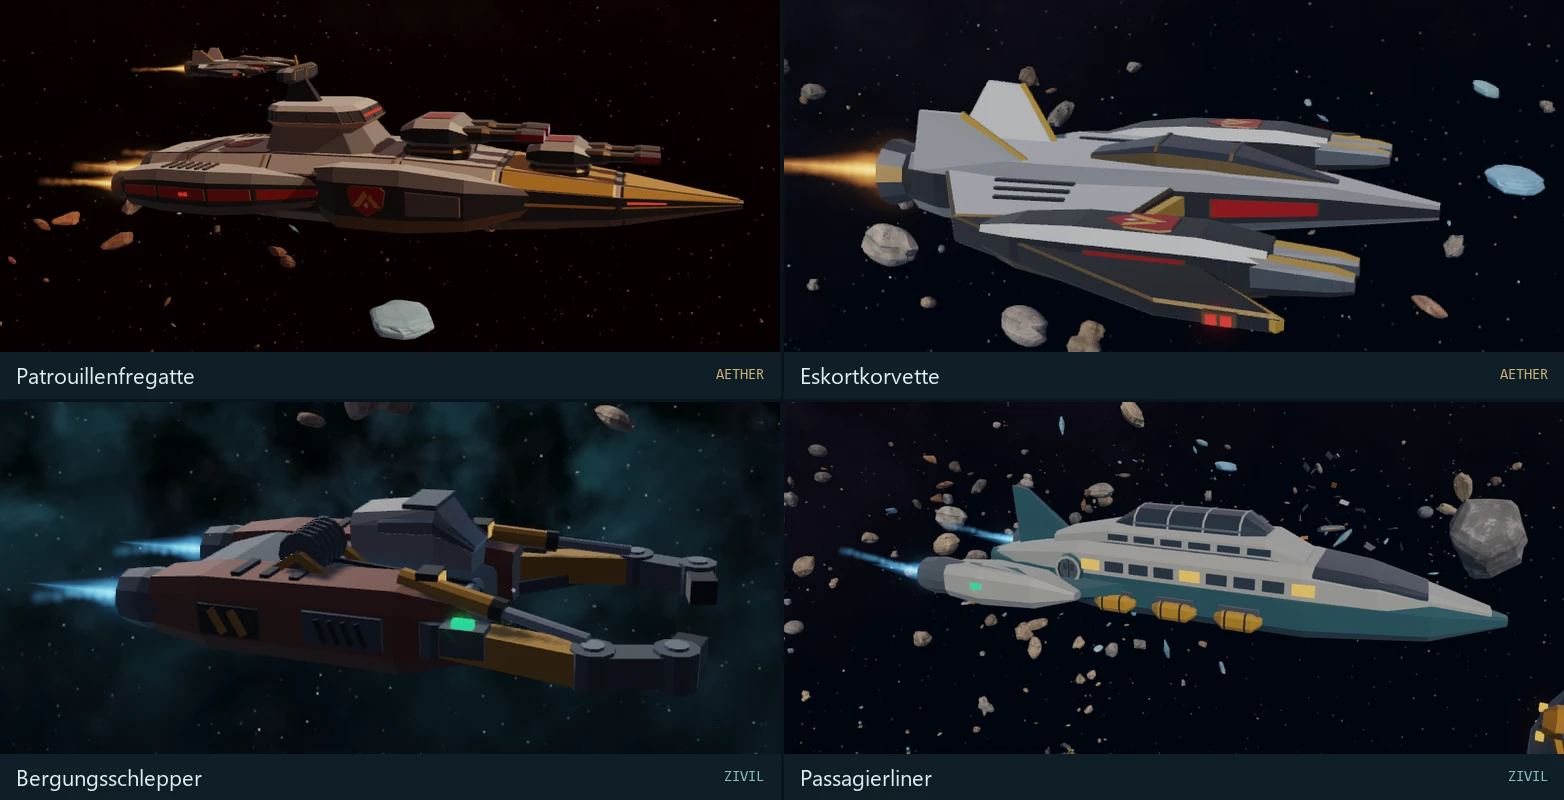 Patrouillenfregatte
AETHER
Eskortkorvette
AETHER
Bergungsschlepper
ZIVIL
Passagierliner
ZIVIL